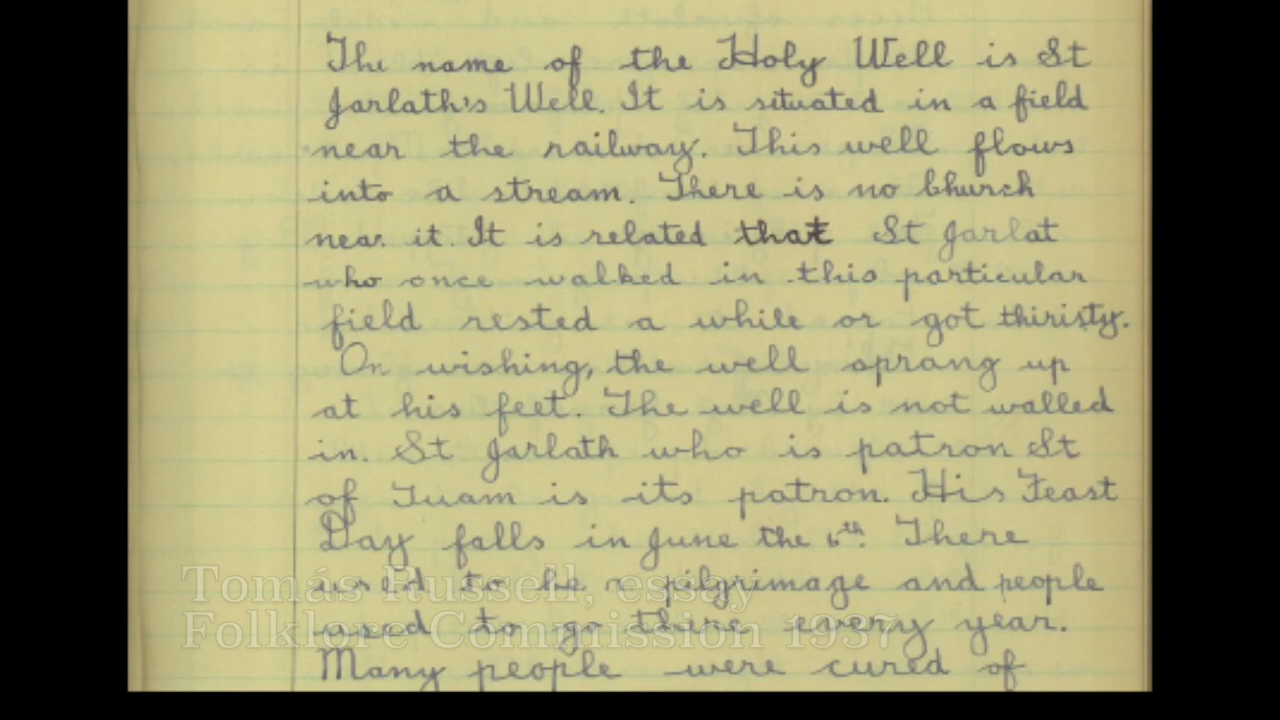 The name of the Holy Well is St
Jarlath's Well. It is situated in a field
near the railway. This well flows
into a stream. There is no Church
near it. It is related that St Jarlat
who once walked in this particular
field rested a while or got thiristy.
On wishing, the well sprang up
at his feet. The well is not walled
in. St Jarlath who is patron St
of Tuam is its patron. His Feast
Day falls in June the 6th. There
used to be a pilgrimage and people
used to go there every year.
Many people were cured of
Tomás Russell, essay
Folklore Commission 1937